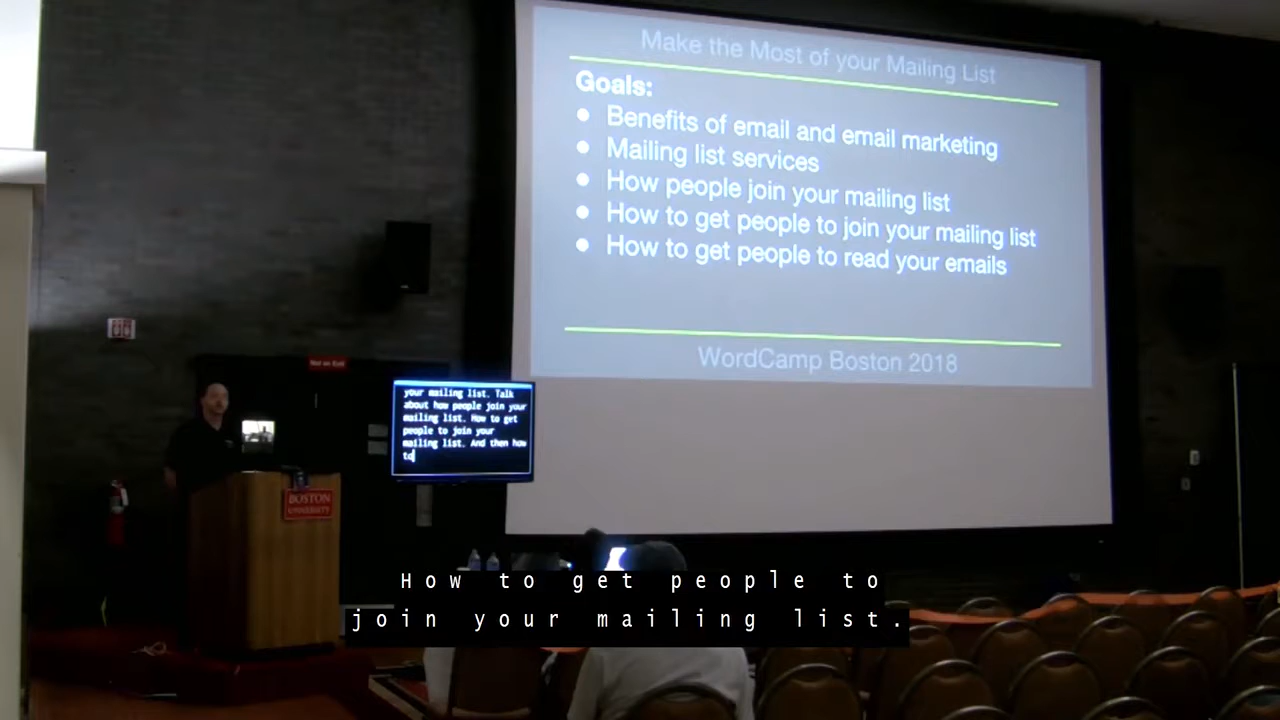 Make the Most of your Mailing List
Goals:
● Benefits of email and email marketing
● Mailing list services
● How people join your mailing list
● How to get people to join your mailing list
● How to get people to read your emails
WordCamp Boston 2018
Not an Exit
your mailing list. Talk
about how people join your
mailing list. How to get
people to join your
mailing list. And then how
to
BOSTON
UNIVERSITY
How to get people to
join your mailing list.